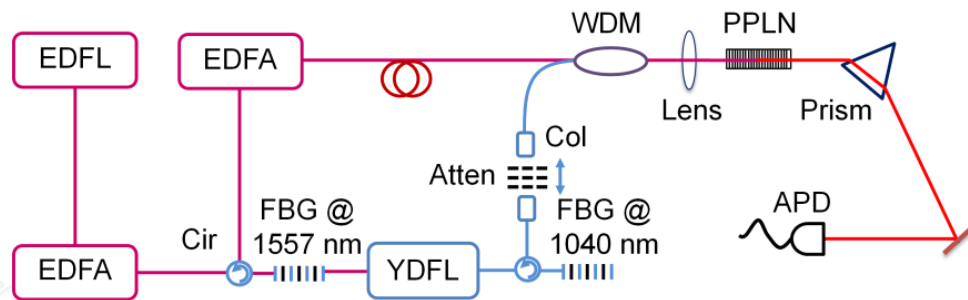 EDFL
EDFA
WDM
PPLN
Lens
Prism
Col
Atten
APD
Cir
FBG @
1557 nm
FBG @
1040 nm
EDFA
YDFL